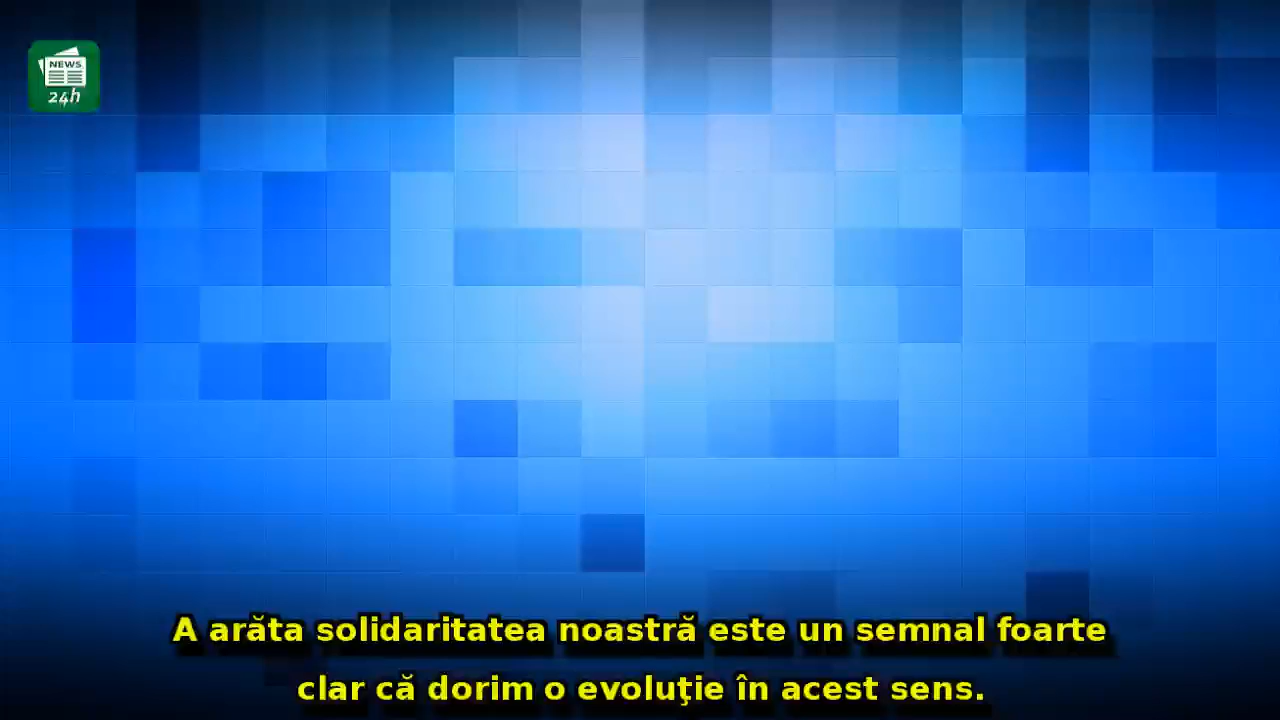 NEWS
24h
A arăta solidaritatea noastră este un semnal foarte
clar că dorim o evoluţie în acest sens.